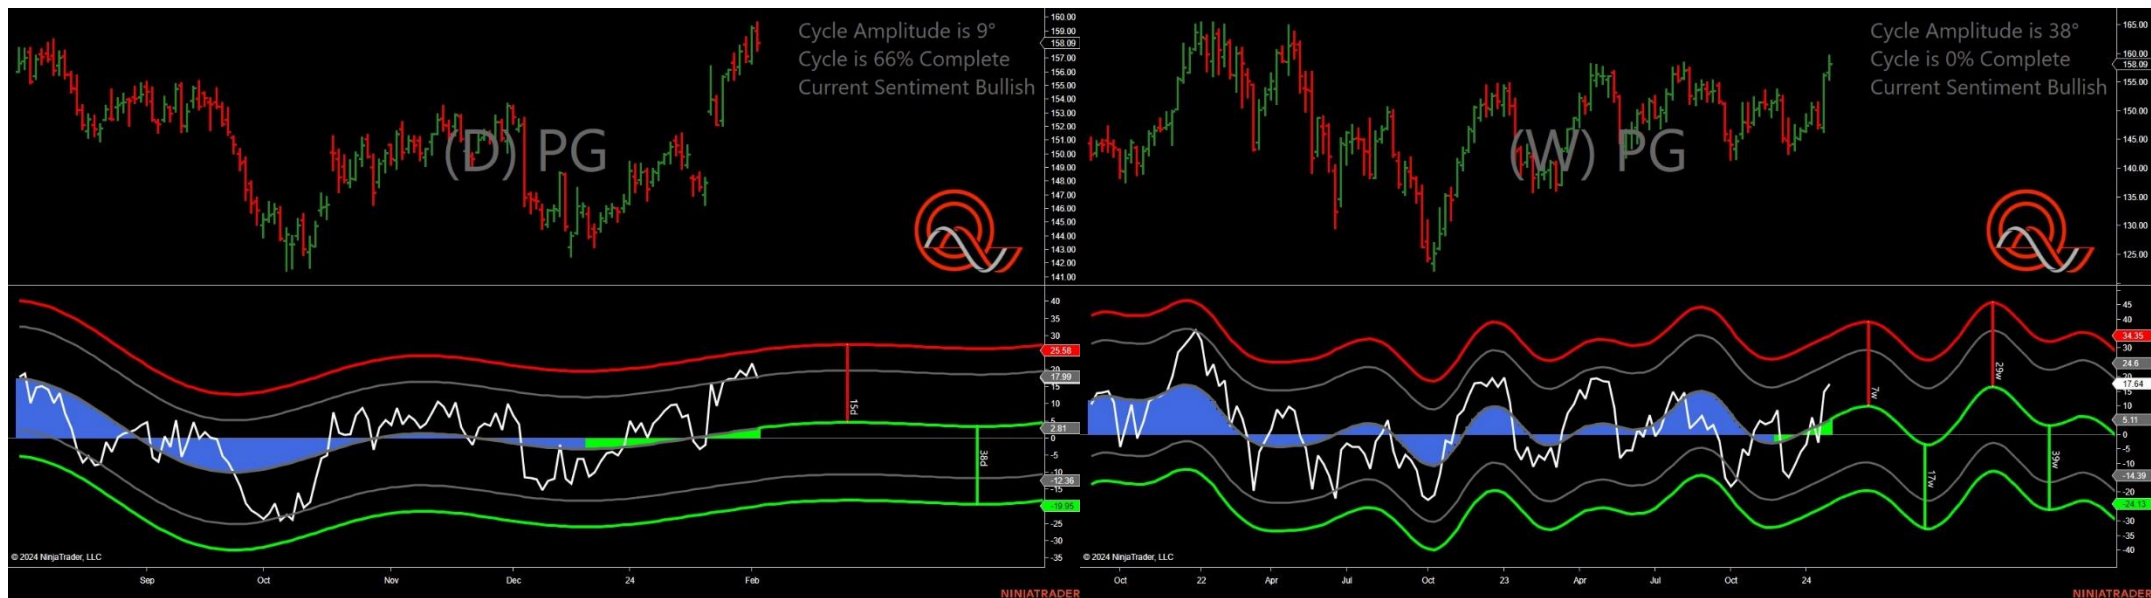 Cycle Amplitude is 9°
Cycle is 66% Complete
Current Sentiment Bullish
(D) PG
160.00
159.00
158.09
157.00
156.00
155.00
154.00
153.00
152.00
151.00
150.00
149.00
148.00
147.00
146.00
145.00
144.00
143.00
142.00
141.00
40
35
30
25.58
20
17.99
15
10
5
2.81
0
-5
-12.36
-15
-19.95
-25
-30
-35
15d
38d
© 2024 NinjaTrader, LLC
Sep
Oct
Nov
Dec
24
Feb
NINJATRADER
Cycle Amplitude is 38°
Cycle is 0% Complete
Current Sentiment Bullish
(W) PG
165.00
160.00
158.09
155.00
150.00
145.00
140.00
135.00
130.00
125.00
45
40
34.35
30
24.6
20
17.64
15
10
5.11
0
-5
-14.39
-20
-24.13
-30
-35
-40
7w
17w
29w
39w
© 2024 NinjaTrader, LLC
Oct
22
Apr
Jul
Oct
23
Apr
Jul
Oct
24
NINJATRADER